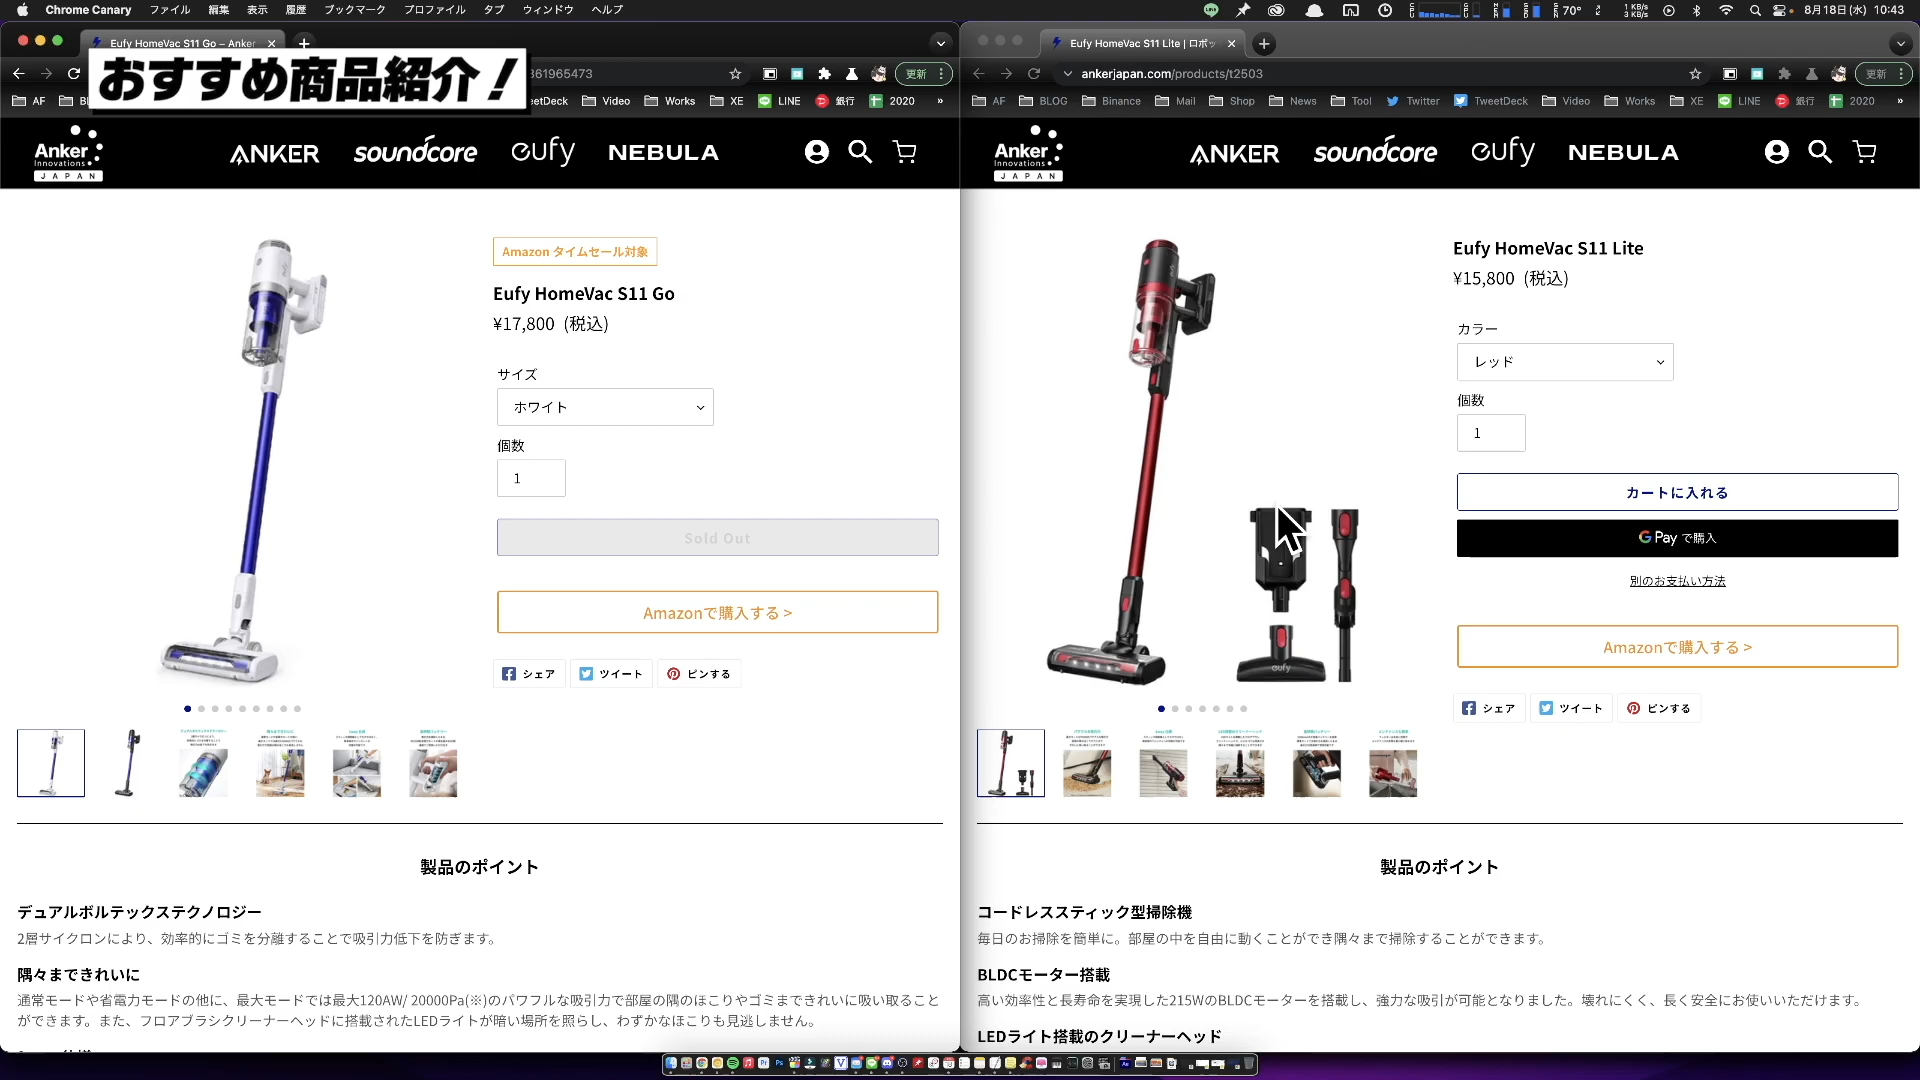 Chrome Canary ファイル 編集 表示 履歴 ブックマーク プロファイル タブ ウィンドウ ヘルプ
70° 1 KB/s 3 KB/s 8月18日(水) 10:43
Eufy HomeVac S11 Go – Anker
おすすめ商品紹介！
361965473
更新
AF
eetDeck Video Works XE LINE 銀行 2020 »
Anker Innovations JAPAN
ANKER soundcore eufy NEBULA
Amazon タイムセール対象
Eufy HomeVac S11 Go
¥17,800 (税込)
サイズ
ホワイト
個数
1
Sold Out
Amazonで購入する >
シェア ツイート ピンする
製品のポイント
デュアルボルテックステクノロジー
2層サイクロンにより、効率的にゴミを分離することで吸引力低下を防ぎます。
隅々まできれいに
通常モードや省電力モードの他に、最大モードでは最大120AW/ 20000Pa(※)のパワフルな吸引力で部屋の隅のほこりやゴミまできれいに吸い取ること
ができます。また、フロアブラシクリーナーヘッドに搭載されたLEDライトが暗い場所を照らし、わずかなほこりも見逃しません。
Eufy HomeVac S11 Lite | ロボッ
ankerjapan.com/products/t2503
更新
AF BLOG Binance Mail Shop News Tool Twitter TweetDeck Video Works XE LINE 銀行 2020 »
Anker Innovations JAPAN
ANKER soundcore eufy NEBULA
Eufy HomeVac S11 Lite
¥15,800 (税込)
カラー
レッド
個数
1
カートに入れる
G Pay で購入
別のお支払い方法
Amazonで購入する >
シェア ツイート ピンする
eufy
製品のポイント
コードレススティック型掃除機
毎日のお掃除を簡単に。部屋の中を自由に動くことができ隅々まで掃除することができます。
BLDCモーター搭載
高い効率性と長寿命を実現した215WのBLDCモーターを搭載し、強力な吸引が可能となりました。壊れにくく、長く安全にお使いいただけます。
LEDライト搭載のクリーナーヘッド